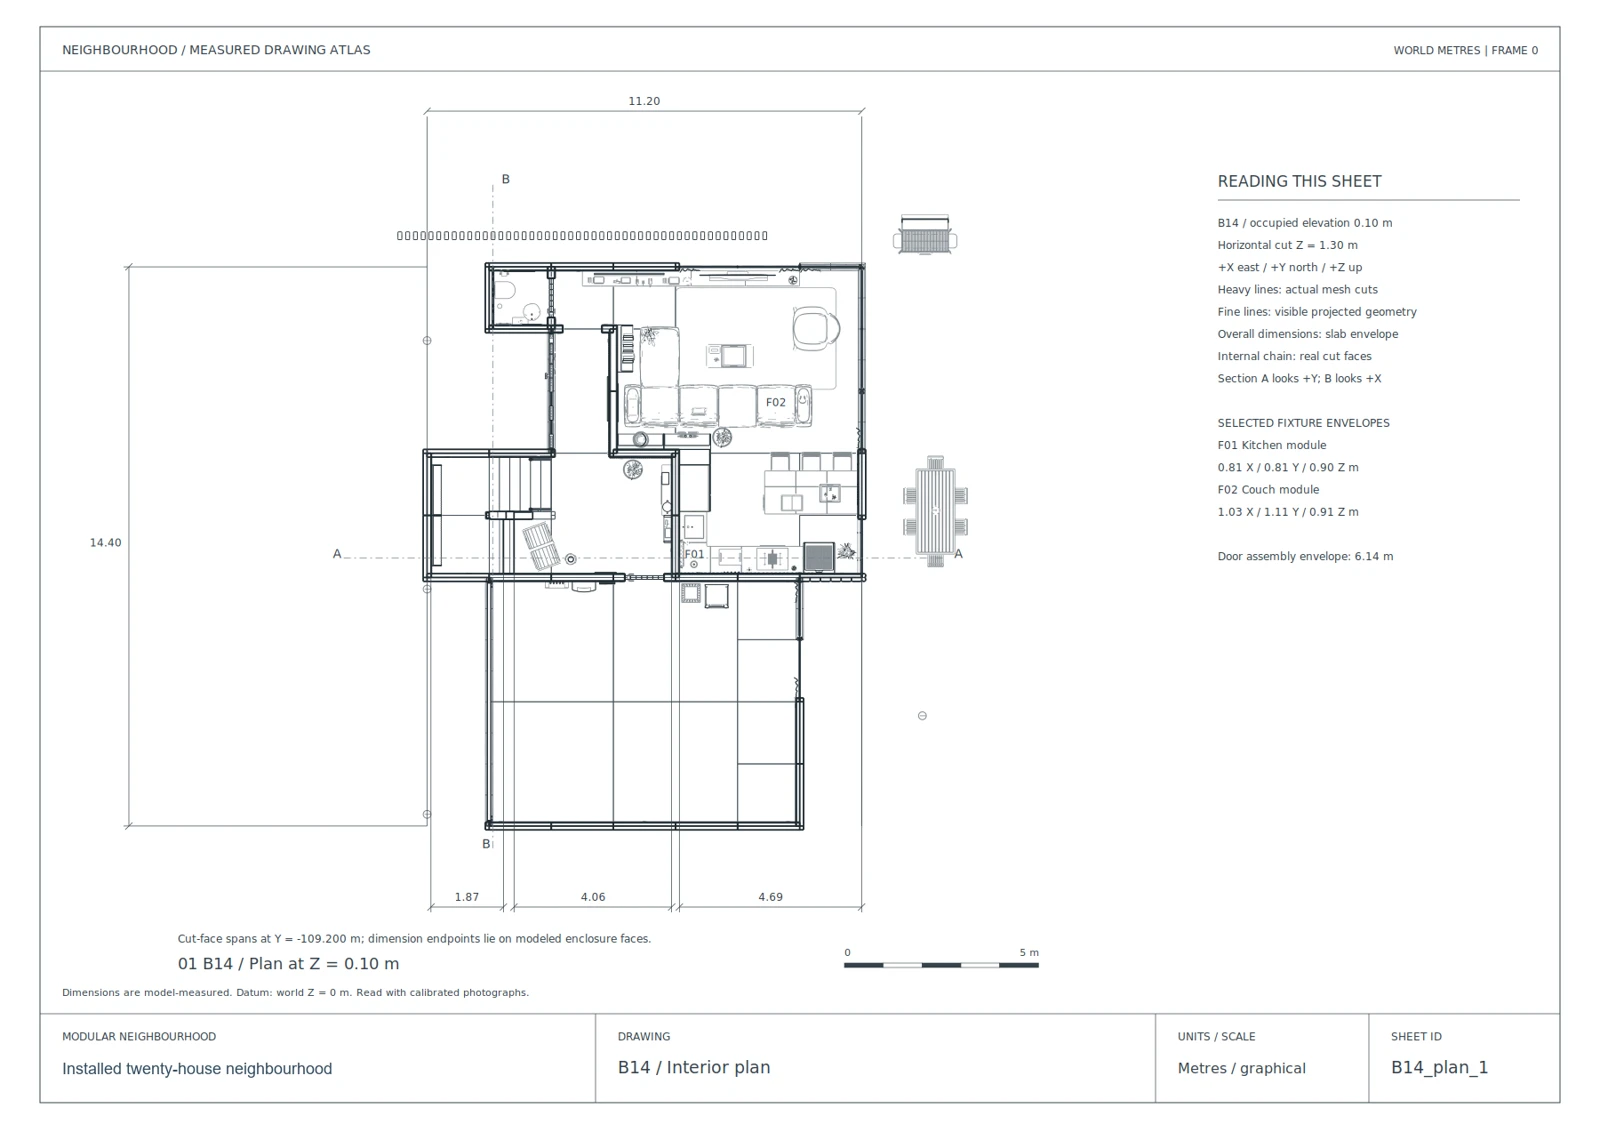 NEIGHBOURHOOD / MEASURED DRAWING ATLAS
WORLD METRES | FRAME 0
11.20
B
READING THIS SHEET
B14 / occupied elevation 0.10 m
Horizontal cut Z = 1.30 m
+X east / +Y north / +Z up
Heavy lines: actual mesh cuts
Fine lines: visible projected geometry
Overall dimensions: slab envelope
Internal chain: real cut faces
Section A looks +Y; B looks +X
SELECTED FIXTURE ENVELOPES
F01 Kitchen module
0.81 X / 0.81 Y / 0.90 Z m
F02 Couch module
1.03 X / 1.11 Y / 0.91 Z m
Door assembly envelope: 6.14 m
F02
14.40
A
F01
A
B
1.87
4.06
4.69
Cut-face spans at Y = -109.200 m; dimension endpoints lie on modeled enclosure faces.
01 B14 / Plan at Z = 0.10 m
0
5 m
Dimensions are model-measured. Datum: world Z = 0 m. Read with calibrated photographs.
MODULAR NEIGHBOURHOOD
Installed twenty-house neighbourhood
DRAWING
B14 / Interior plan
UNITS / SCALE
Metres / graphical
SHEET ID
B14_plan_1